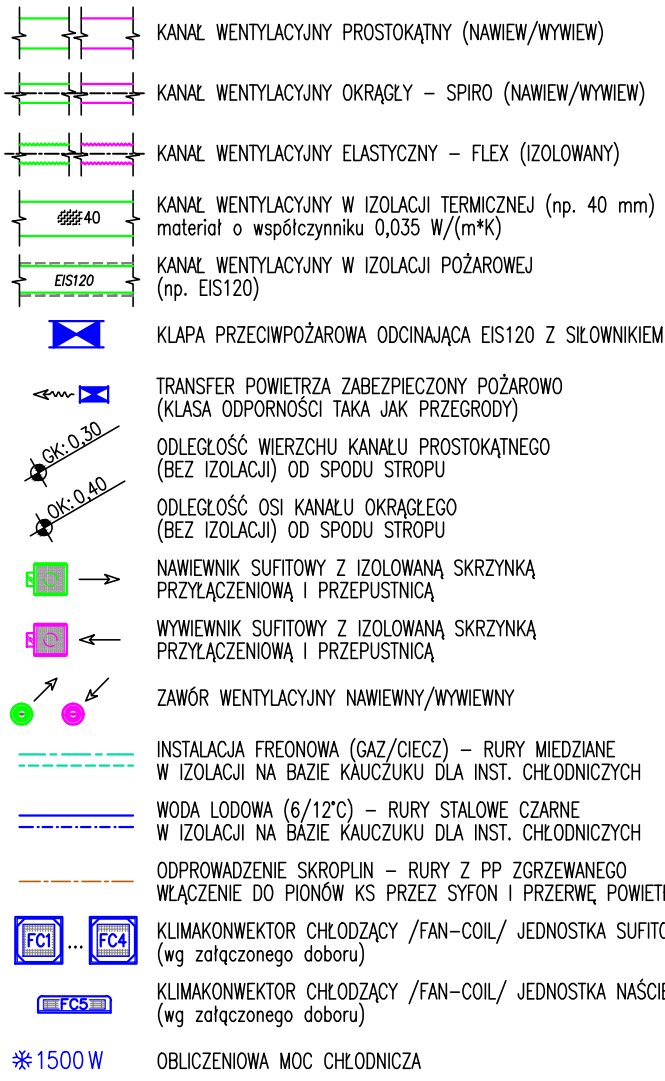 KANAŁ WENTYLACYJNY PROSTOKĄTNY (NAWIEW/WYWIEW)
KANAŁ WENTYLACYJNY OKRĄGŁY – SPIRO (NAWIEW/WYWIEW)
KANAŁ WENTYLACYJNY ELASTYCZNY – FLEX (IZOLOWANY)
40
KANAŁ WENTYLACYJNY W IZOLACJI TERMICZNEJ (np. 40 mm)
materiał o współczynniku 0,035 W/(m*K)
EIS120
KANAŁ WENTYLACYJNY W IZOLACJI POŻAROWEJ
(np. EIS120)
KLAPA PRZECIWPOŻAROWA ODCINAJĄCA EIS120 Z SIŁOWNIKIEM
TRANSFER POWIETRZA ZABEZPIECZONY POŻAROWO
(KLASA ODPORNOŚCI TAKA JAK PRZEGRODY)
GK: 0,30
ODLEGŁOŚĆ WIERZCHU KANAŁU PROSTOKĄTNEGO
(BEZ IZOLACJI) OD SPODU STROPU
OK: 0,40
ODLEGŁOŚĆ OSI KANAŁU OKRĄGŁEGO
(BEZ IZOLACJI) OD SPODU STROPU
NAWIEWNIK SUFITOWY Z IZOLOWANĄ SKRZYNKĄ
PRZYŁĄCZENIOWĄ I PRZEPUSTNICĄ
WYWIEWNIK SUFITOWY Z IZOLOWANĄ SKRZYNKĄ
PRZYŁĄCZENIOWĄ I PRZEPUSTNICĄ
ZAWÓR WENTYLACYJNY NAWIEWNY/WYWIEWNY
INSTALACJA FREONOWA (GAZ/CIECZ) – RURY MIEDZIANE
W IZOLACJI NA BAZIE KAUCZUKU DLA INST. CHŁODNICZYCH
WODA LODOWA (6/12°C) – RURY STALOWE CZARNE
W IZOLACJI NA BAZIE KAUCZUKU DLA INST. CHŁODNICZYCH
ODPROWADZENIE SKROPLIN – RURY Z PP ZGRZEWANEGO
WŁĄCZENIE DO PIONÓW KS PRZEZ SYFON I PRZERWĘ POWIET
FC1 ... FC4
KLIMAKONWEKTOR CHŁODZĄCY /FAN–COIL/ JEDNOSTKA SUFITO
(wg załączonego doboru)
FC5
KLIMAKONWEKTOR CHŁODZĄCY /FAN–COIL/ JEDNOSTKA NAŚCIE
(wg załączonego doboru)
1500 W
OBLICZENIOWA MOC CHŁODNICZA